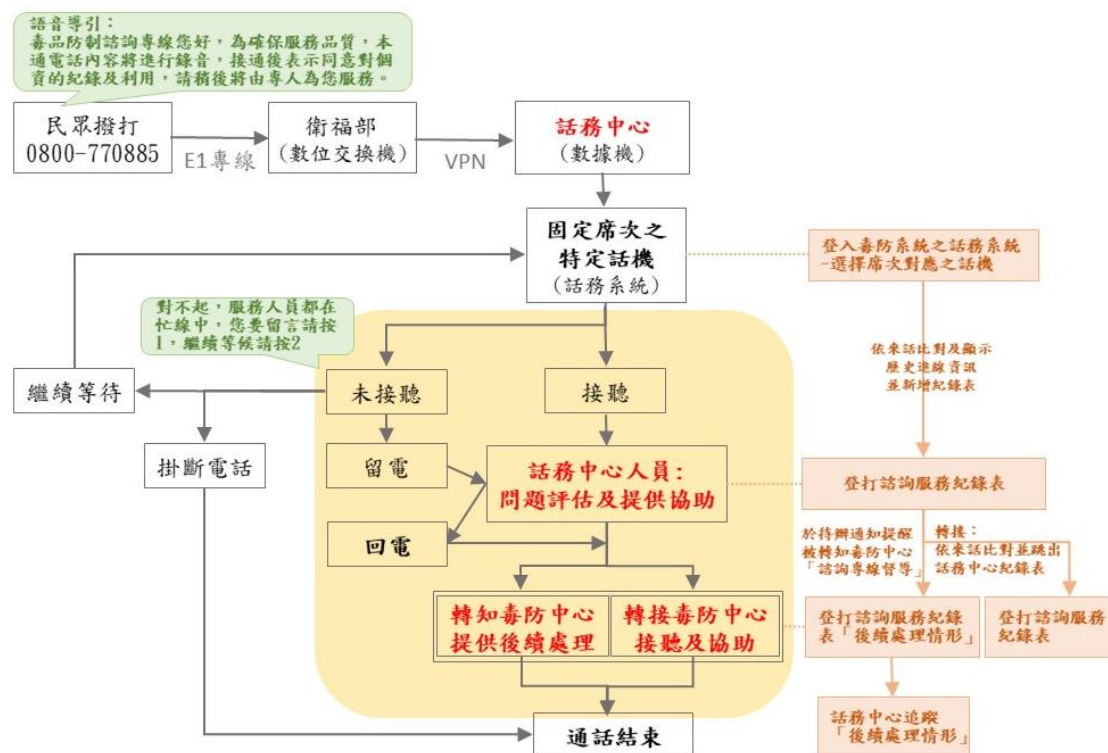 語音導引：
毒品防制諮詢專線您好，為確保服務品質，本
通電話內容將進行錄音，接通後表示同意對個
資的紀錄及利用，請稍後將由專人為您服務。
民眾撥打
0800-770885
E1專線
衛福部
(數位交換機)
VPN
話務中心
(數據機)
固定席次之
特定話機
(話務系統)
登入毒防系統之話務系統
-選擇席次對應之話機
對不起，服務人員都在
忙線中，您要留言請按
1，繼續等候請按2
依來話比對及顯示
歷史進線資訊
並新增紀錄表
繼續等待
未接聽
接聽
掛斷電話
留電
話務中心人員:
問題評估及提供協助
登打諮詢服務紀錄表
回電
於待辦通知提醒
被轉知毒防中心
「諮詢專線督導」
轉接：
依來話比對並跳出
話務中心紀錄表
轉知毒防中心
提供後續處理
轉接毒防中心
接聽及協助
登打諮詢服務紀錄
表「後續處理情形」
登打諮詢服務
紀錄表
通話結束
話務中心追蹤
「後續處理情形」